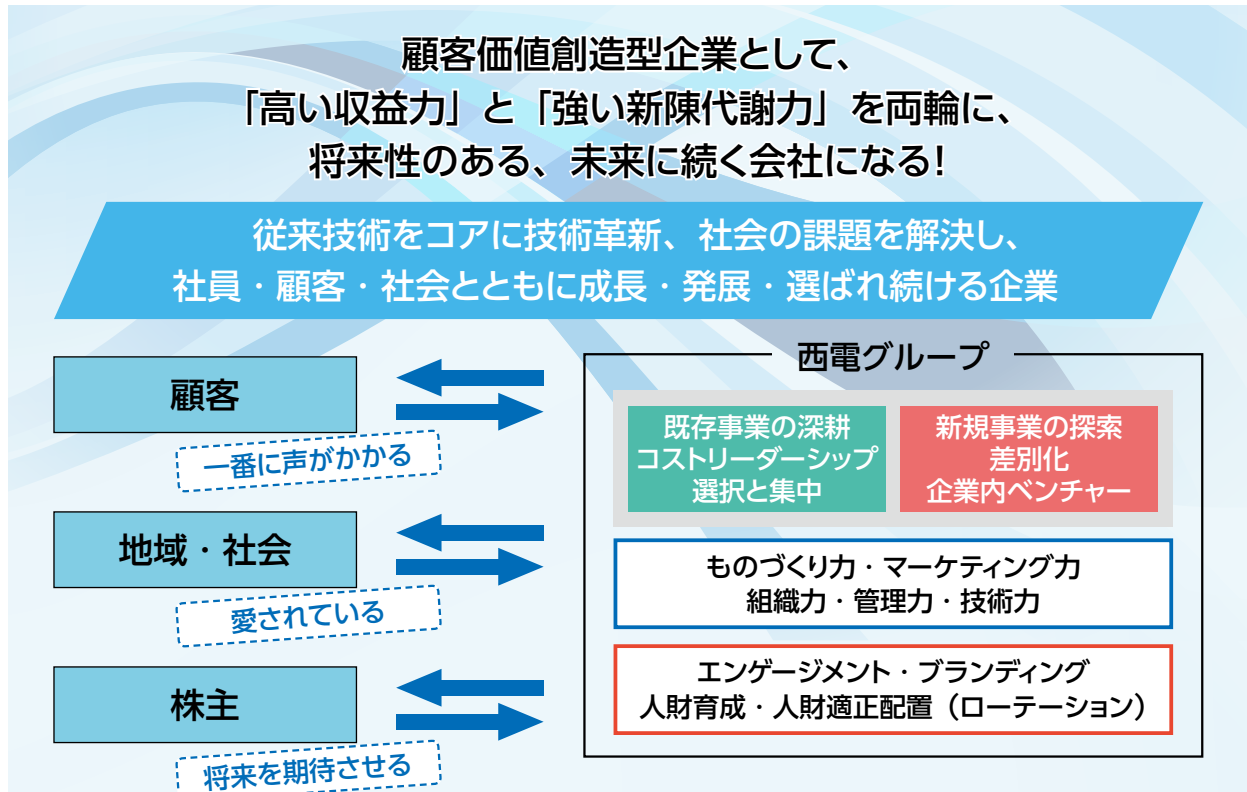 顧客価値創造型企業として、
「高い収益力」と「強い新陳代謝力」を両輪に、
将来性のある、未来に続く会社になる！
従来技術をコアに技術革新、社会の課題を解決し、
社員・顧客・社会とともに成長・発展・選ばれ続ける企業
顧客
一番に声がかかる
地域・社会
愛されている
株主
将来を期待させる
西電グループ
既存事業の深耕
コストリーダーシップ
選択と集中
新規事業の探索
差別化
企業内ベンチャー
ものづくり力・マーケティング力
組織力・管理力・技術力
エンゲージメント・ブランディング
人財育成・人財適正配置（ローテーション）